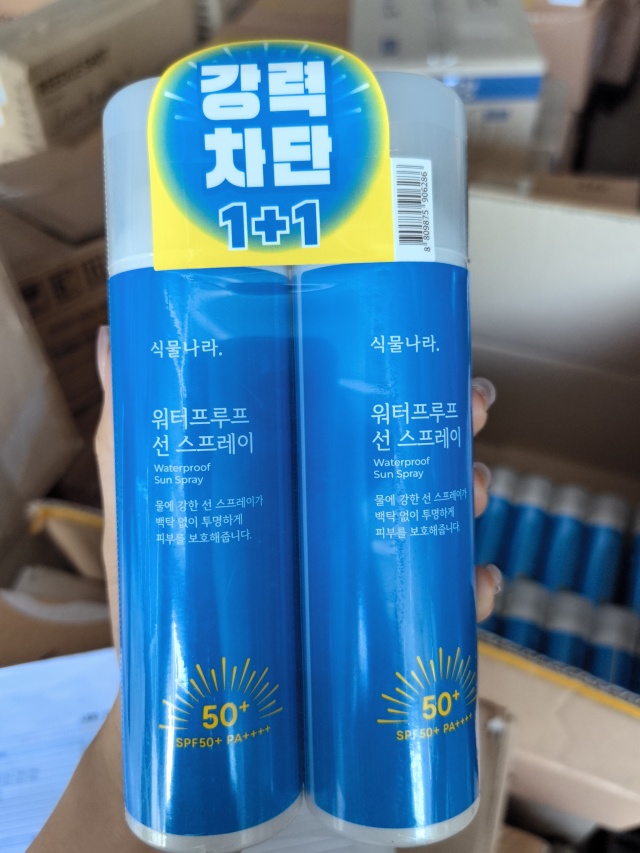 강력
차단
1+1
8 809875 906286
식물나라.
워터프루프
선 스프레이
Waterproof
Sun Spray
물에 강한 선 스프레이가
백탁 없이 투명하게
피부를 보호해줍니다.
50+
SPF50+ PA++++
식물나라.
워터프루프
선 스프레이
Waterproof
Sun Spray
물에 강한 선 스프레이가
백탁 없이 투명하게
피부를 보호해줍니다.
50+
SPF50+ PA++++